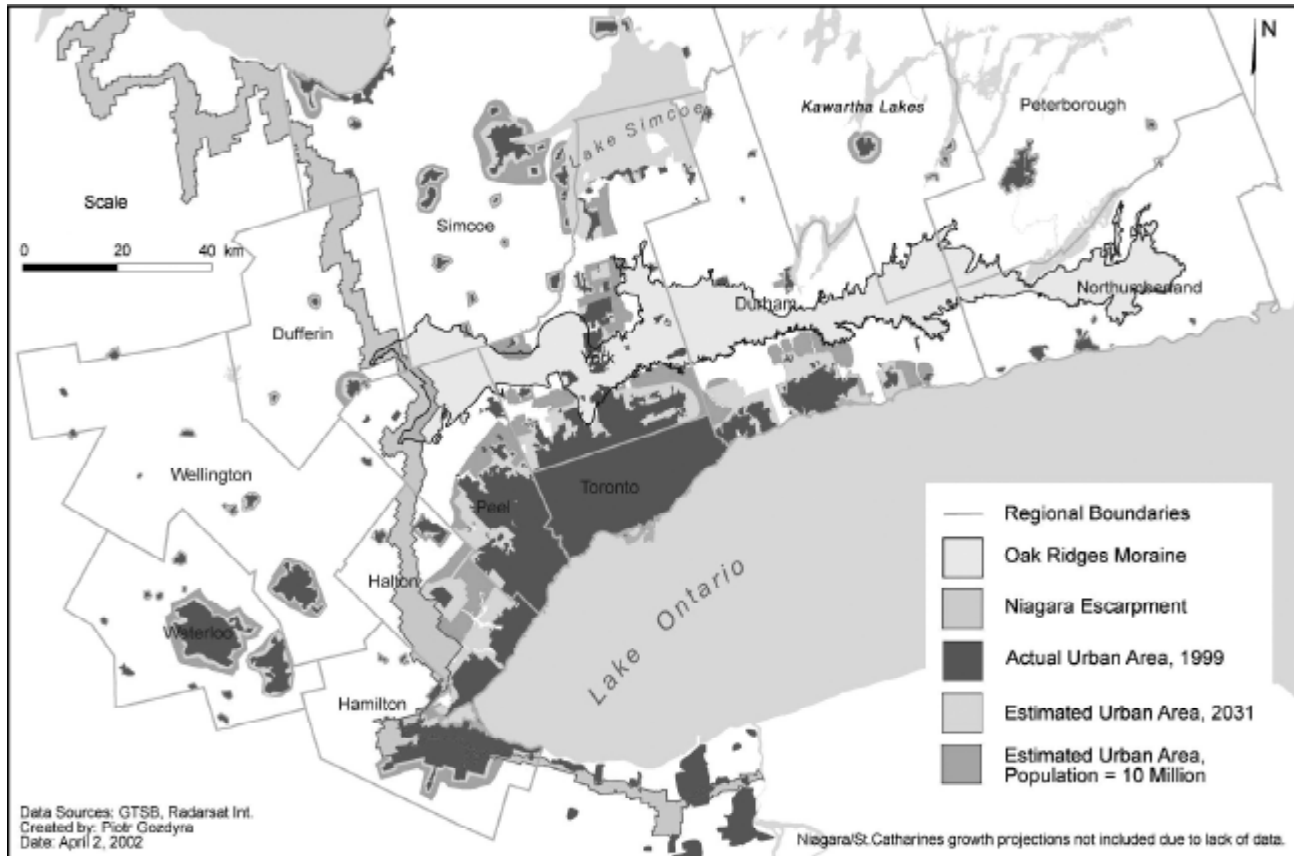 N
Kawartha Lakes
Peterborough
Lake Simcoe
Scale
0 20 40 km
Simcoe
Dufferin
Durham
Northumberland
York
Wellington
Toronto
Peel
Halton
Waterloo
Hamilton
Lake Ontario
Regional Boundaries
Oak Ridges Moraine
Niagara Escarpment
Actual Urban Area, 1999
Estimated Urban Area, 2031
Estimated Urban Area,
Population = 10 Million
Data Sources: GTSB, Radarsat Int.
Created by: Piotr Gozdyra
Date: April 2, 2002
Niagara/St.Catharines growth projections not included due to lack of data.